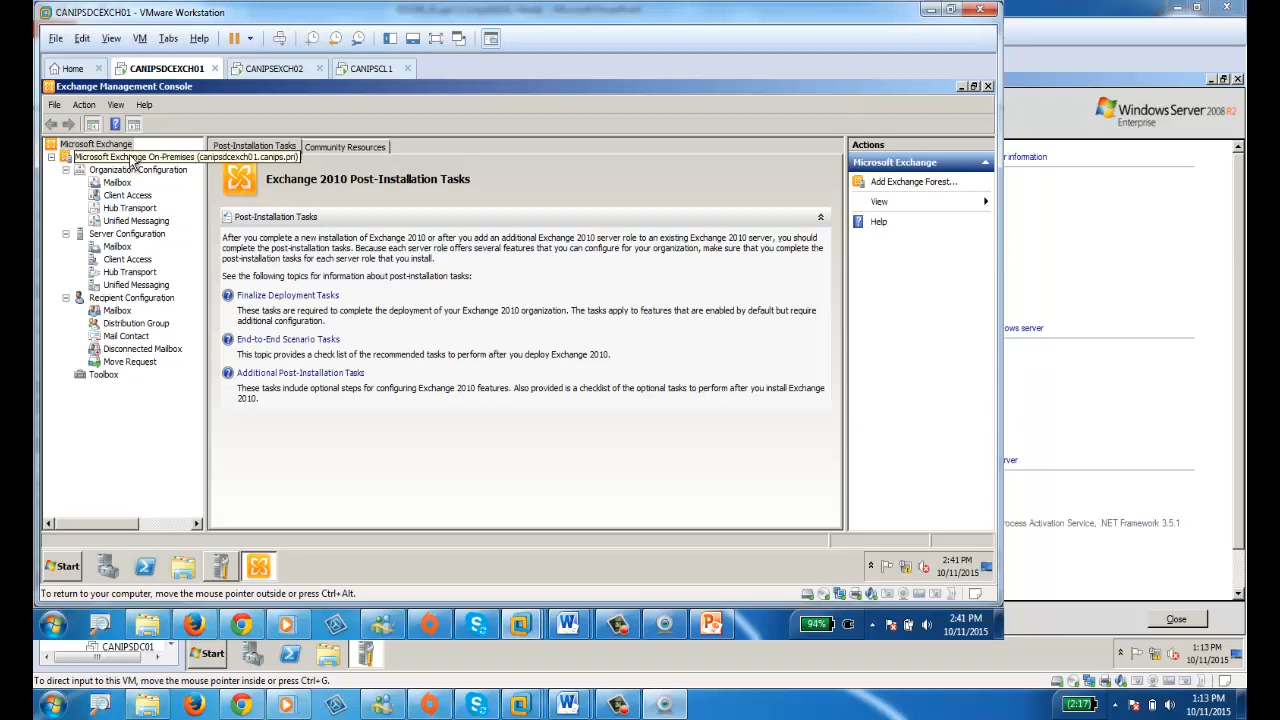 CANIPSDCEXCH01 - VMware Workstation
File Edit View VM Tabs Help
Home CANIPSDCEXCH01 CANIPSEXCH02 CANIPSCL1
Exchange Management Console
File Action View Help
Microsoft Exchange
Microsoft Exchange On-Premises (canipsdcexch01.canips.pri)
Organization Configuration
Mailbox
Client Access
Hub Transport
Unified Messaging
Server Configuration
Mailbox
Client Access
Hub Transport
Unified Messaging
Recipient Configuration
Mailbox
Distribution Group
Mail Contact
Disconnected Mailbox
Move Request
Toolbox
Post-Installation Tasks Community Resources
Exchange 2010 Post-Installation Tasks
Post-Installation Tasks
After you complete a new installation of Exchange 2010 or after you add an additional Exchange 2010 server role to an existing Exchange 2010 server, you should
complete the post-installation tasks. Because each server role offers several features that you can configure for your organization, make sure that you complete the
post-installation tasks for each server role that you install.
See the following topics for information about post-installation tasks:
Finalize Deployment Tasks
These tasks are required to complete the deployment of your Exchange 2010 organization. The tasks apply to features that are enabled by default but require
additional configuration.
End-to-End Scenario Tasks
This topic provides a check list of the recommended tasks to perform after you deploy Exchange 2010.
Additional Post-Installation Tasks
These tasks include optional steps for configuring Exchange 2010 features. Also provided is a checklist of the optional tasks to perform after you install Exchange
2010.
Actions
Microsoft Exchange
Add Exchange Forest...
View
Help
Windows Server 2008 R2
Enterprise
r information
ows server
rver
rocess Activation Service, .NET Framework 3.5.1
Close
Start
2:41 PM
10/11/2015
To return to your computer, move the mouse pointer outside or press Ctrl+Alt.
94%
2:41 PM
10/11/2015
CANIPSDC01
Start
1:13 PM
10/11/2015
To direct input to this VM, move the mouse pointer inside or press Ctrl+G.
(2:17)
1:13 PM
10/11/2015